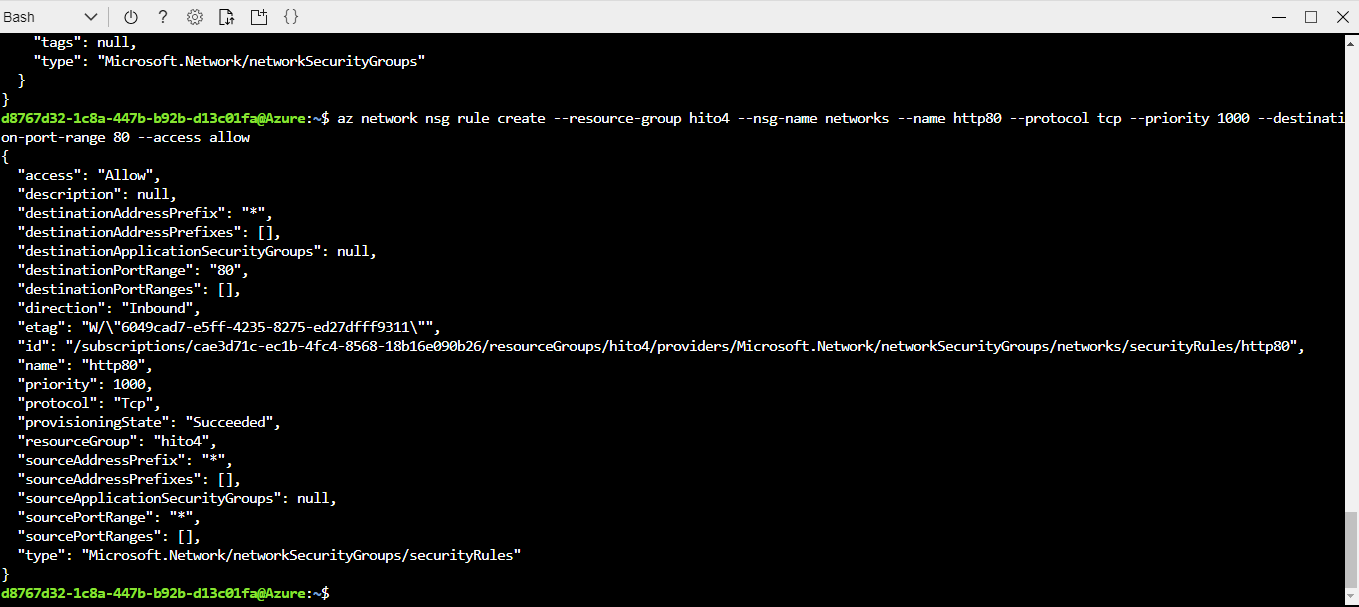 Bash
"tags": null,
"type": "Microsoft.Network/networkSecurityGroups"
}
}
d8767d32-1c8a-447b-b92b-d13c01fa@Azure:~$ az network nsg rule create --resource-group hito4 --nsg-name networks --name http80 --protocol tcp --priority 1000 --destinati
on-port-range 80 --access allow
{
"access": "Allow",
"description": null,
"destinationAddressPrefix": "*",
"destinationAddressPrefixes": [],
"destinationApplicationSecurityGroups": null,
"destinationPortRange": "80",
"destinationPortRanges": [],
"direction": "Inbound",
"etag": "W/\"6049cad7-e5ff-4235-8275-ed27dfff9311\"",
"id": "/subscriptions/cae3d71c-ec1b-4fc4-8568-18b16e090b26/resourceGroups/hito4/providers/Microsoft.Network/networkSecurityGroups/networks/securityRules/http80",
"name": "http80",
"priority": 1000,
"protocol": "Tcp",
"provisioningState": "Succeeded",
"resourceGroup": "hito4",
"sourceAddressPrefix": "*",
"sourceAddressPrefixes": [],
"sourceApplicationSecurityGroups": null,
"sourcePortRange": "*",
"sourcePortRanges": [],
"type": "Microsoft.Network/networkSecurityGroups/securityRules"
}
d8767d32-1c8a-447b-b92b-d13c01fa@Azure:~$